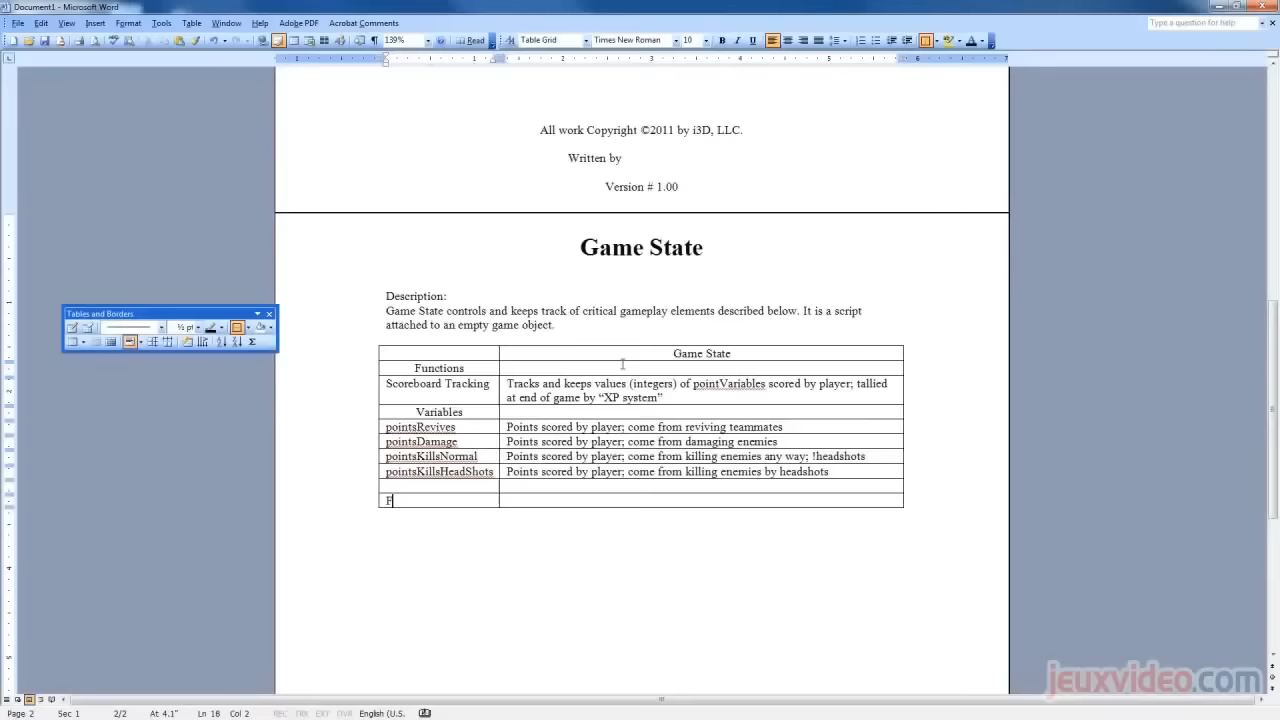 Document1 - Microsoft Word
File Edit View Insert Format Tools Table Window Help Adobe PDF Acrobat Comments
Type a question for help
139% Read Table Grid Times New Roman 10 B I U
1 1 2 3 4 5 6 7
All work Copyright ©2011 by i3D, LLC.
Written by
Version # 1.00
Game State
Description:
Game State controls and keeps track of critical gameplay elements described below. It is a script
attached to an empty game object.
Tables and Borders
½ pt
Game State
Functions
Scoreboard Tracking Tracks and keeps values (integers) of pointVariables scored by player; tallied
at end of game by “XP system”
Variables
pointsRevives Points scored by player; come from reviving teammates
pointsDamage Points scored by player; come from damaging enemies
pointsKillsNormal Points scored by player; come from killing enemies any way; !headshots
pointsKillsHeadShots Points scored by player; come from killing enemies by headshots
F
jeuxvideo.com
Page 2 Sec 1 2/2 At 4.1" Ln 18 Col 2 REC TRK EXT OVR English (U.S.